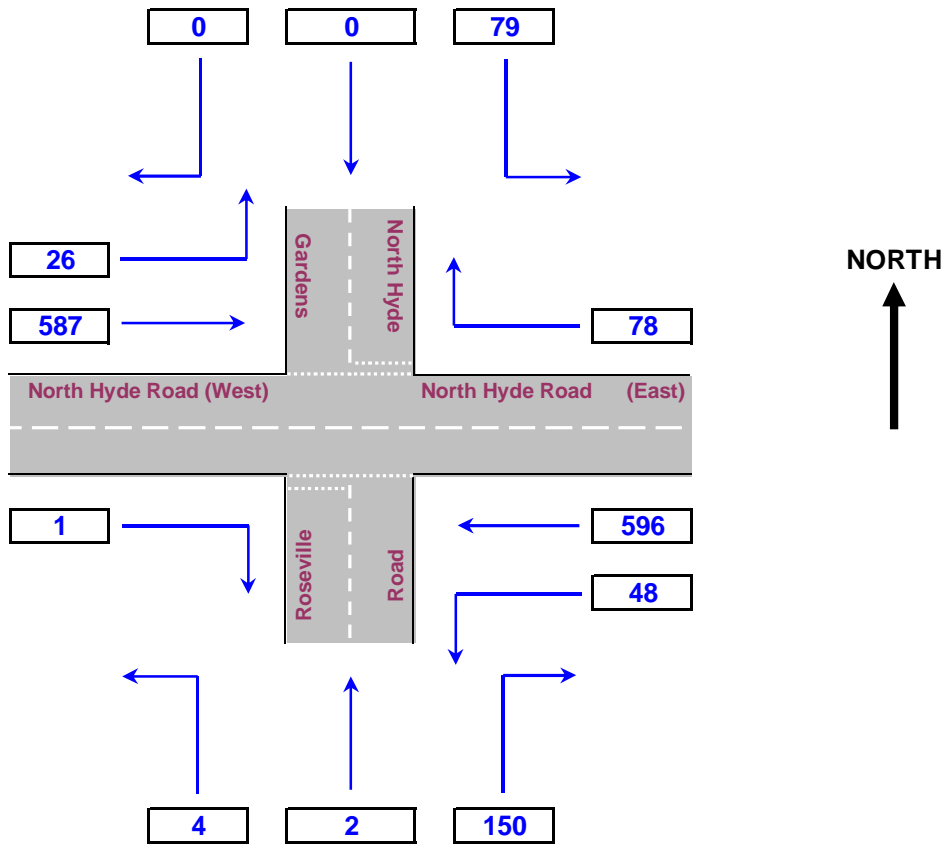 0 0 79
26
587
Gardens
North Hyde
78
NORTH
North Hyde Road (West)
North Hyde Road (East)
1
Roseville
Road
596
48
4 2 150